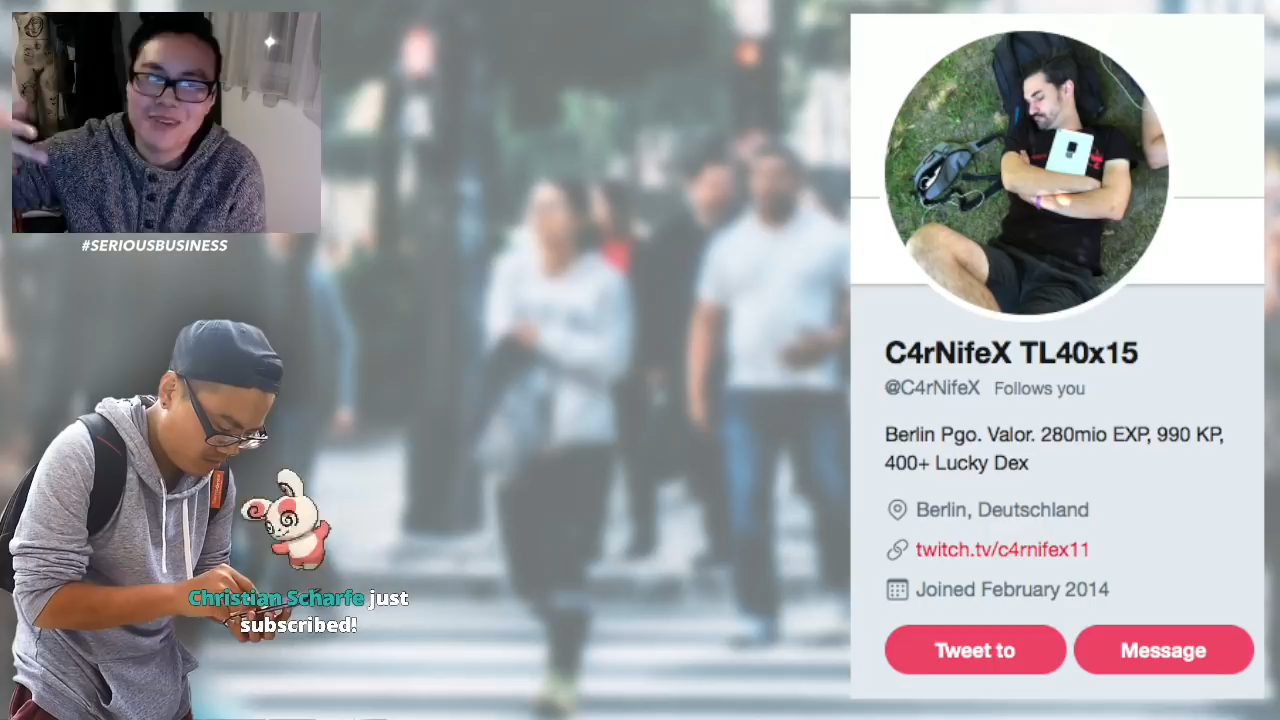 #SERIOUSBUSINESS
Christian Scharfe just
subscribed!
C4rNifeX TL40x15
@C4rNifeX Follows you
Berlin Pgo. Valor. 280mio EXP, 990 KP,
400+ Lucky Dex
Berlin, Deutschland
twitch.tv/c4rnifex11
Joined February 2014
Tweet to Message